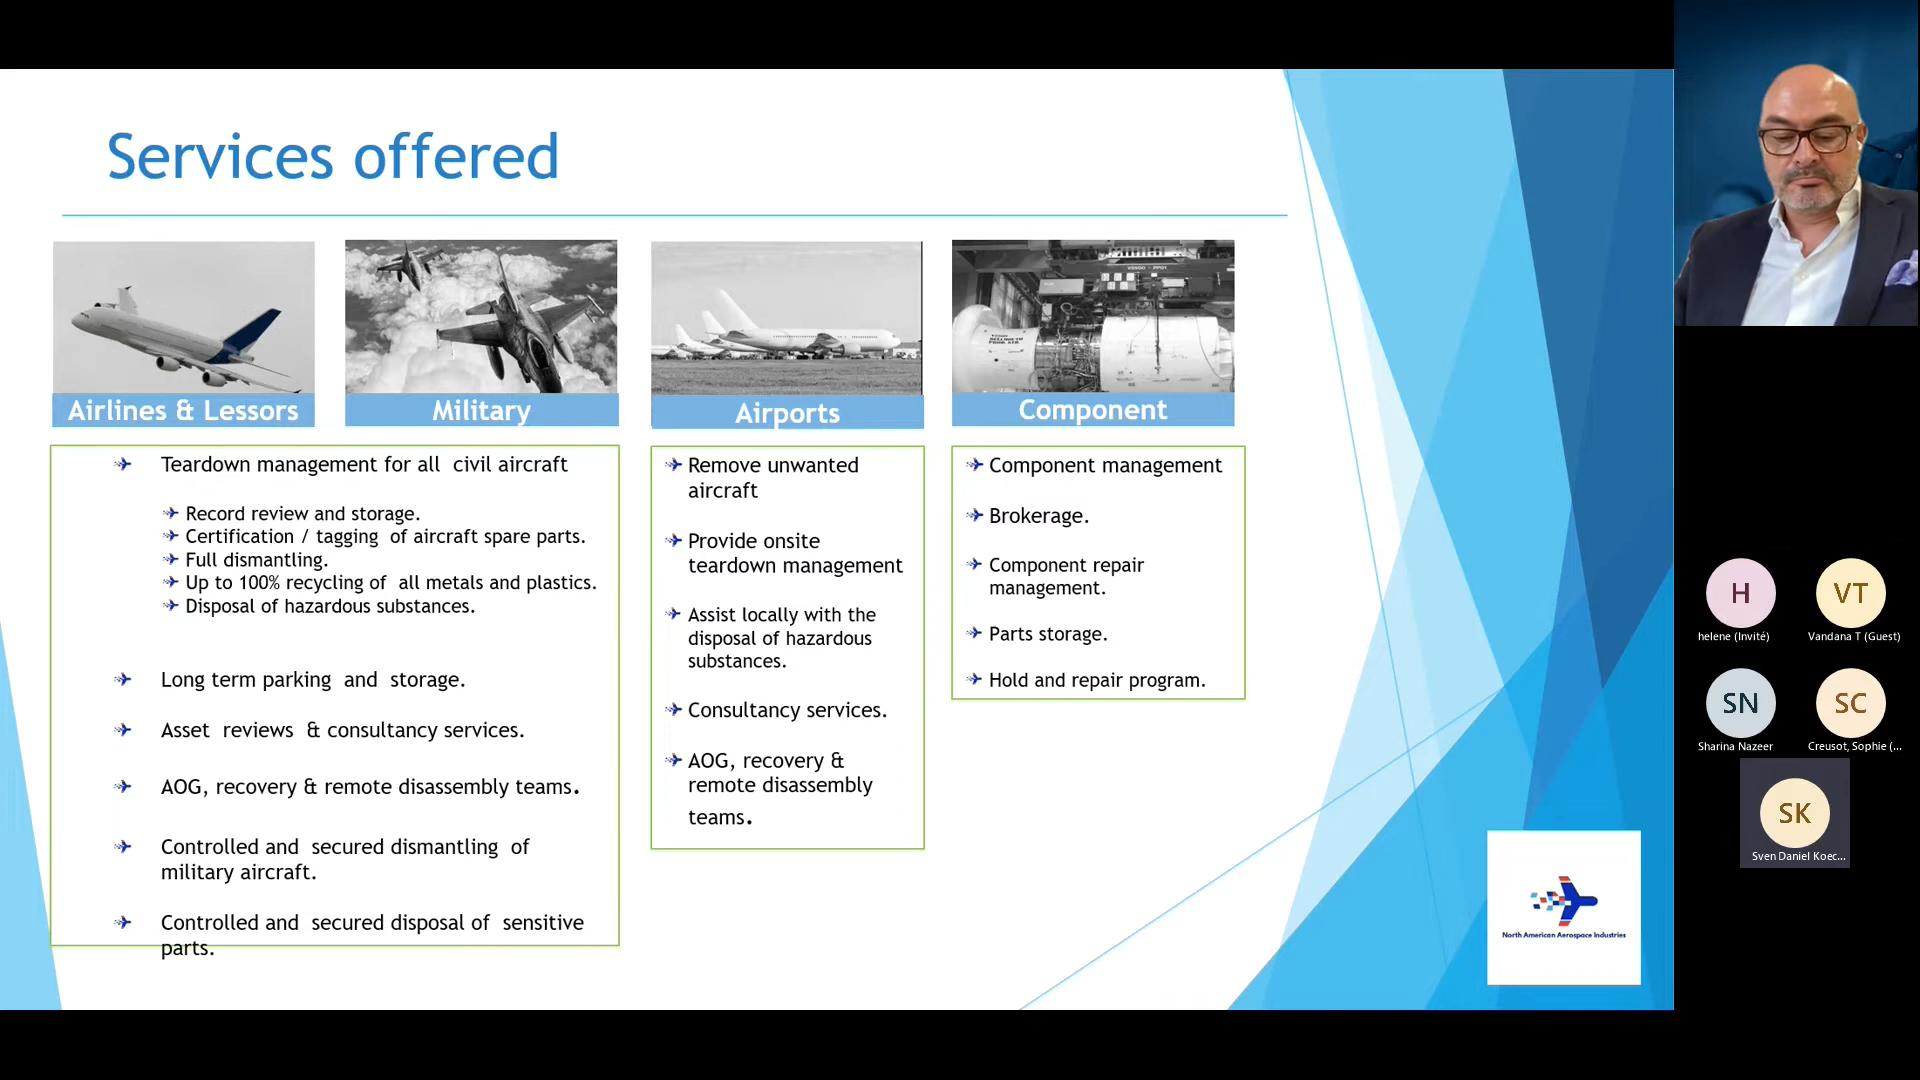 Services offered
Airlines & Lessors
Military
Airports
Component
Teardown management for all civil aircraft
Record review and storage.
Certification / tagging of aircraft spare parts.
Full dismantling.
Up to 100% recycling of all metals and plastics.
Disposal of hazardous substances.
Long term parking and storage.
Asset reviews & consultancy services.
AOG, recovery & remote disassembly teams.
Controlled and secured dismantling of
military aircraft.
Controlled and secured disposal of sensitive
parts.
Remove unwanted
aircraft
Provide onsite
teardown management
Assist locally with the
disposal of hazardous
substances.
Consultancy services.
AOG, recovery &
remote disassembly
teams.
Component management
Brokerage.
Component repair
management.
Parts storage.
Hold and repair program.
North American Aerospace Industries
H
helene (Invité)
VT
Vandana T (Guest)
SN
Sharina Nazeer
SC
Creusot, Sophie (...
SK
Sven Daniel Koec...